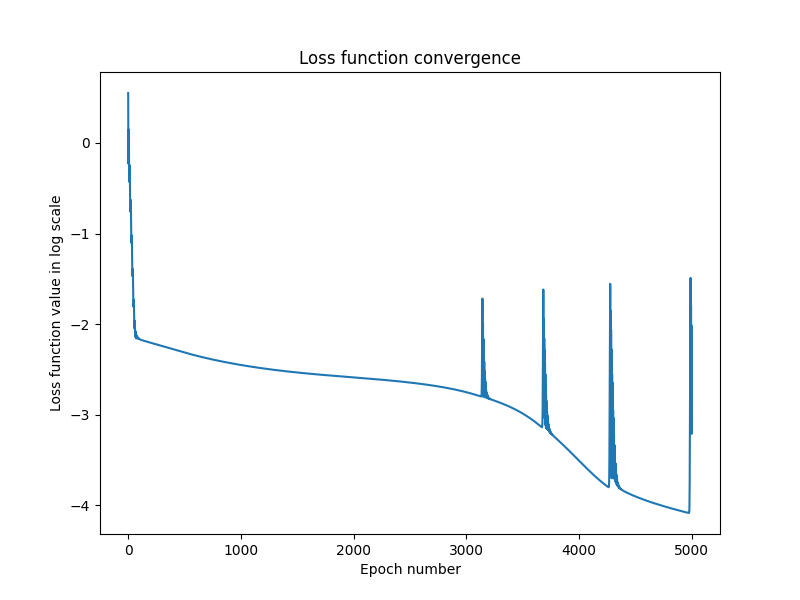 Loss function convergence
Loss function value in log scale
0
−1
−2
−3
−4
0 1000 2000 3000 4000 5000
Epoch number